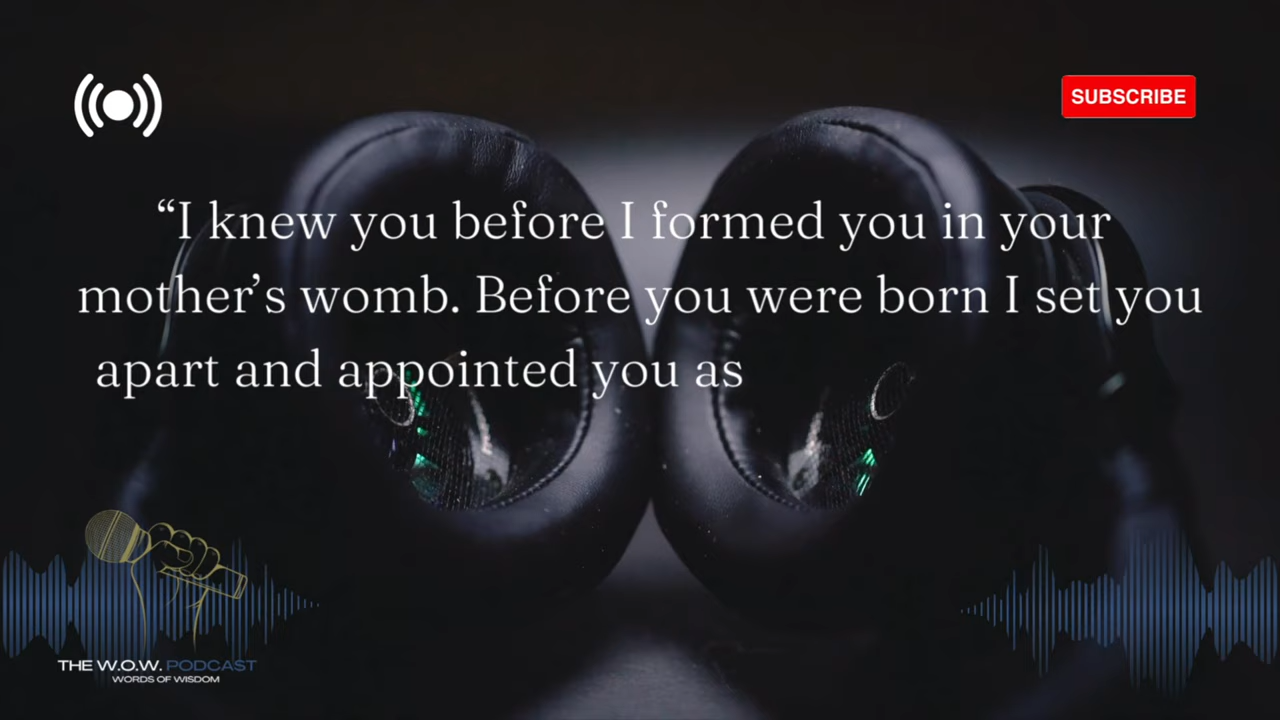 SUBSCRIBE
“I knew you before I formed you in your
mother’s womb. Before you were born I set you
apart and appointed you as
THE W.O.W. PODCAST
WORDS OF WISDOM